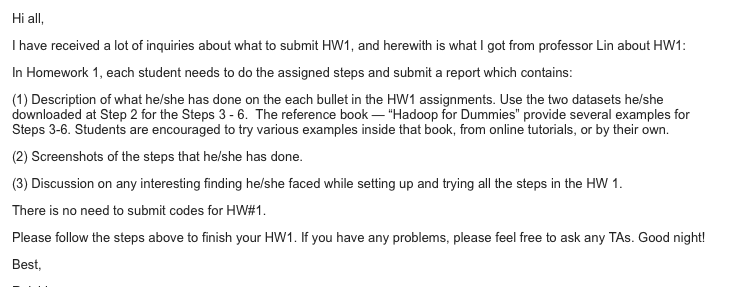 Hi all,
I have received a lot of inquiries about what to submit HW1, and herewith is what I got from professor Lin about HW1:
In Homework 1, each student needs to do the assigned steps and submit a report which contains:
(1) Description of what he/she has done on the each bullet in the HW1 assignments. Use the two datasets he/she
downloaded at Step 2 for the Steps 3 - 6.  The reference book — “Hadoop for Dummies” provide several examples for
Steps 3-6. Students are encouraged to try various examples inside that book, from online tutorials, or by their own.
(2) Screenshots of the steps that he/she has done.
(3) Discussion on any interesting finding he/she faced while setting up and trying all the steps in the HW 1.
There is no need to submit codes for HW#1.
Please follow the steps above to finish your HW1. If you have any problems, please feel free to ask any TAs. Good night!
Best,